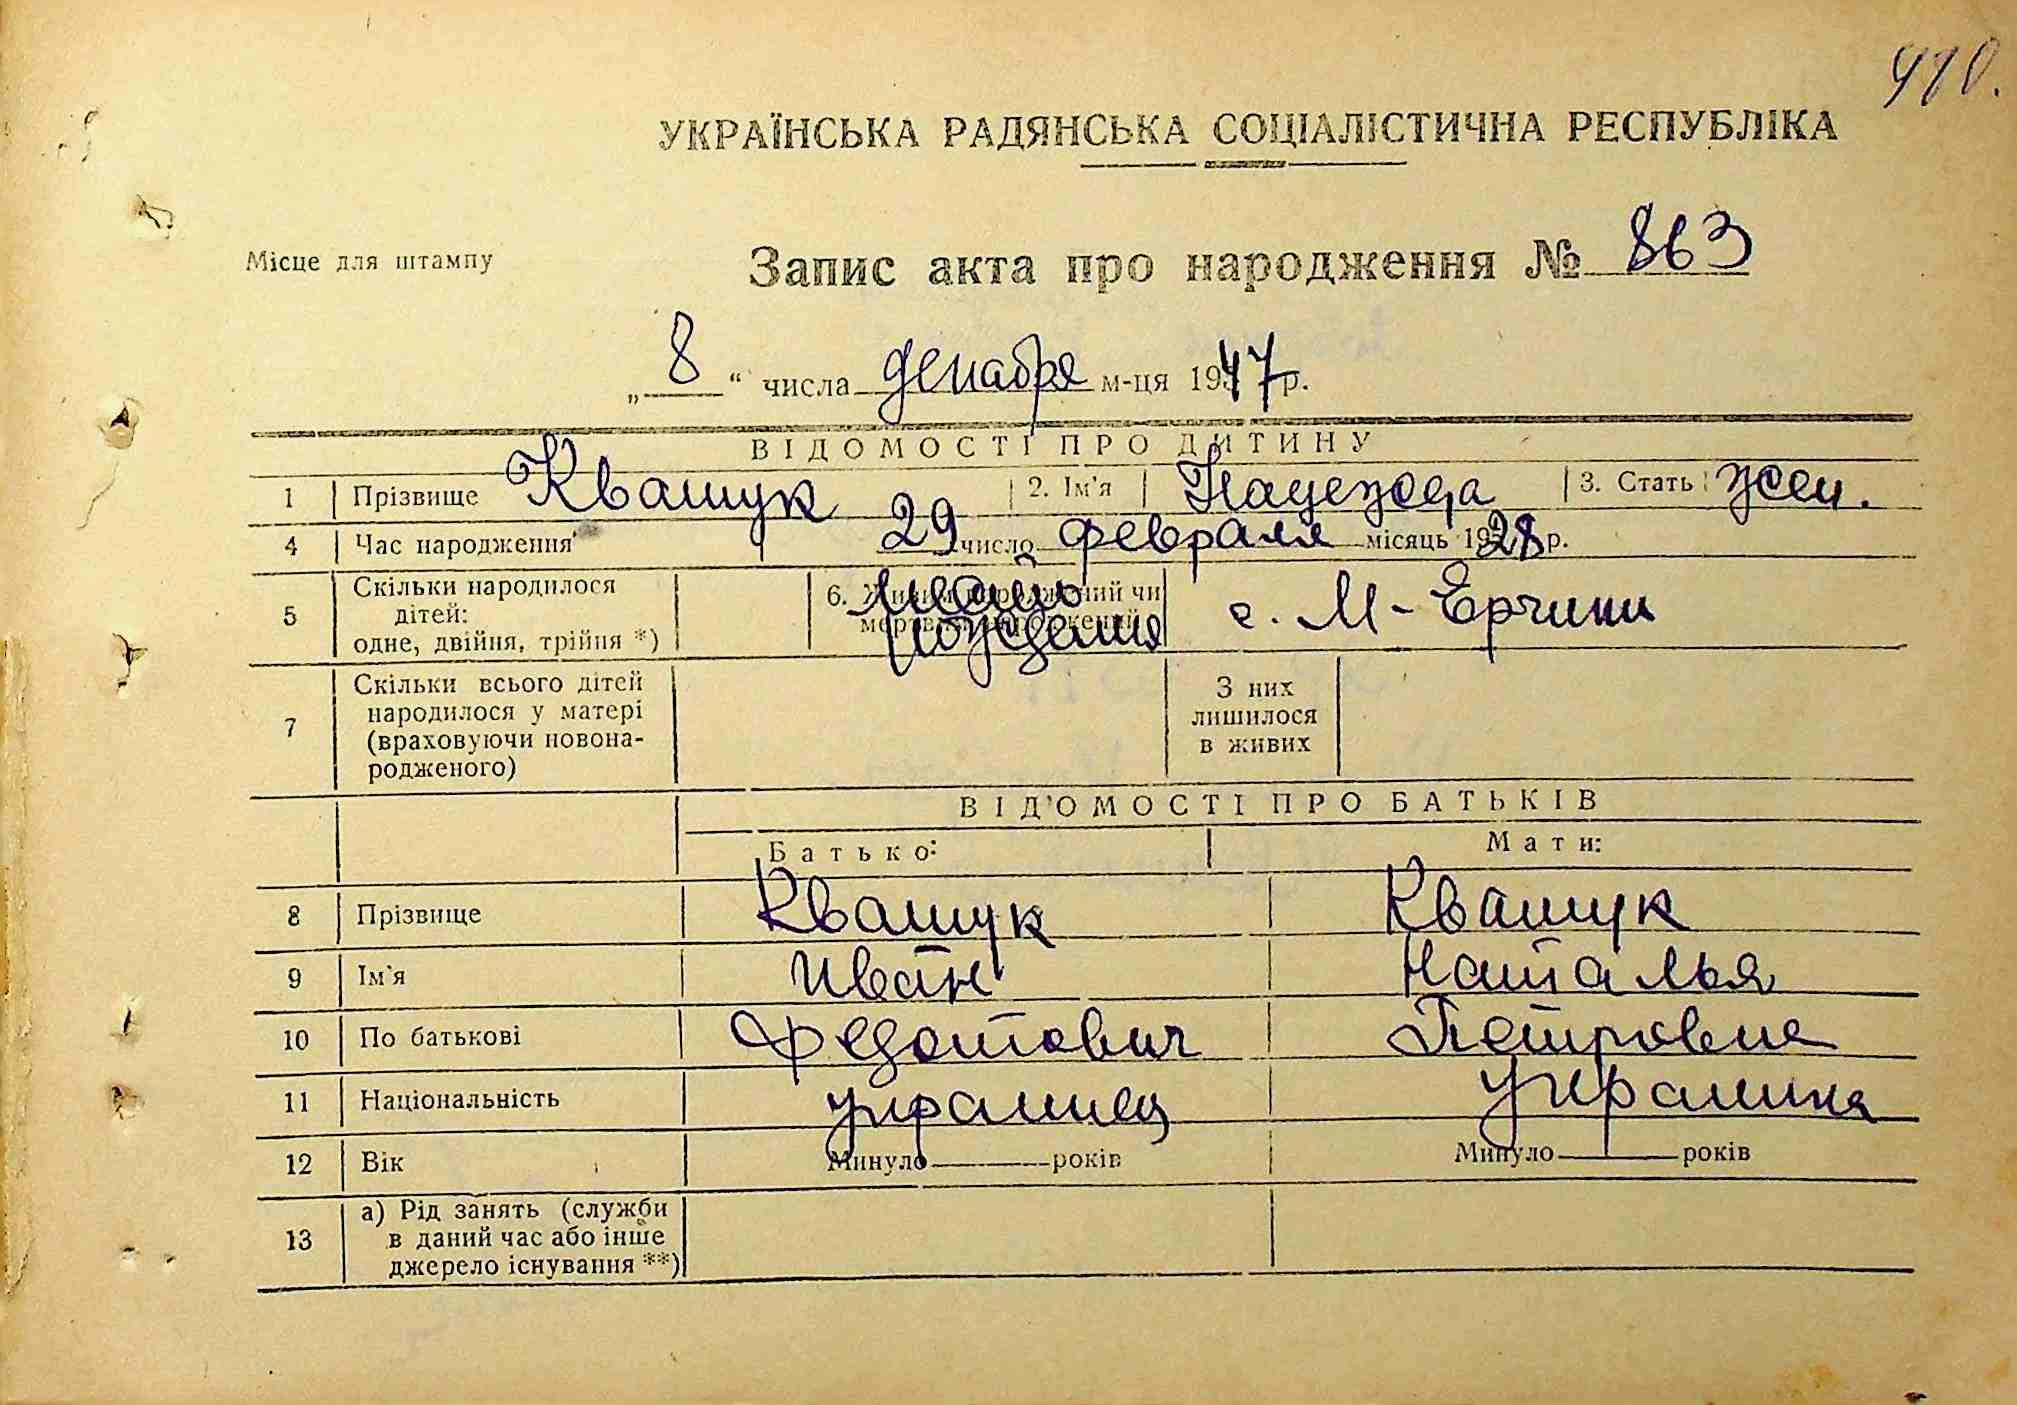 410.
УКРАЇНСЬКА РАДЯНСЬКА СОЦІАЛІСТИЧНА РЕСПУБЛІКА
Місце для штампу
Запис акта про народження № 863
„ 8 “ числа декабря м-ця 1947 р.
ВІДОМОСТІ ПРО ДИТИНУ
1 Прізвище Квашук 2. Ім'я Надежда 3. Стать жен.
4 Час народження 29 число февраля місяць 1928 р.
5 Скільки народилося дітей: одне, двійня, трійня *) 6. Живим народжений чи мертвим народжений место рождения с. М-Ерчики
7 Скільки всього дітей народилося у матері (враховуючи новонародженого) З них лишилося в живих
ВІДОМОСТІ ПРО БАТЬКІВ
Батько: Мати:
8 Прізвище Квашук Квашук
9 Ім'я Иван Наталья
10 По батькові Федотович Петровна
11 Національність украинец украинка
12 Вік Минуло років Минуло років
13 а) Рід занять (служби в даний час або інше джерело існування **)